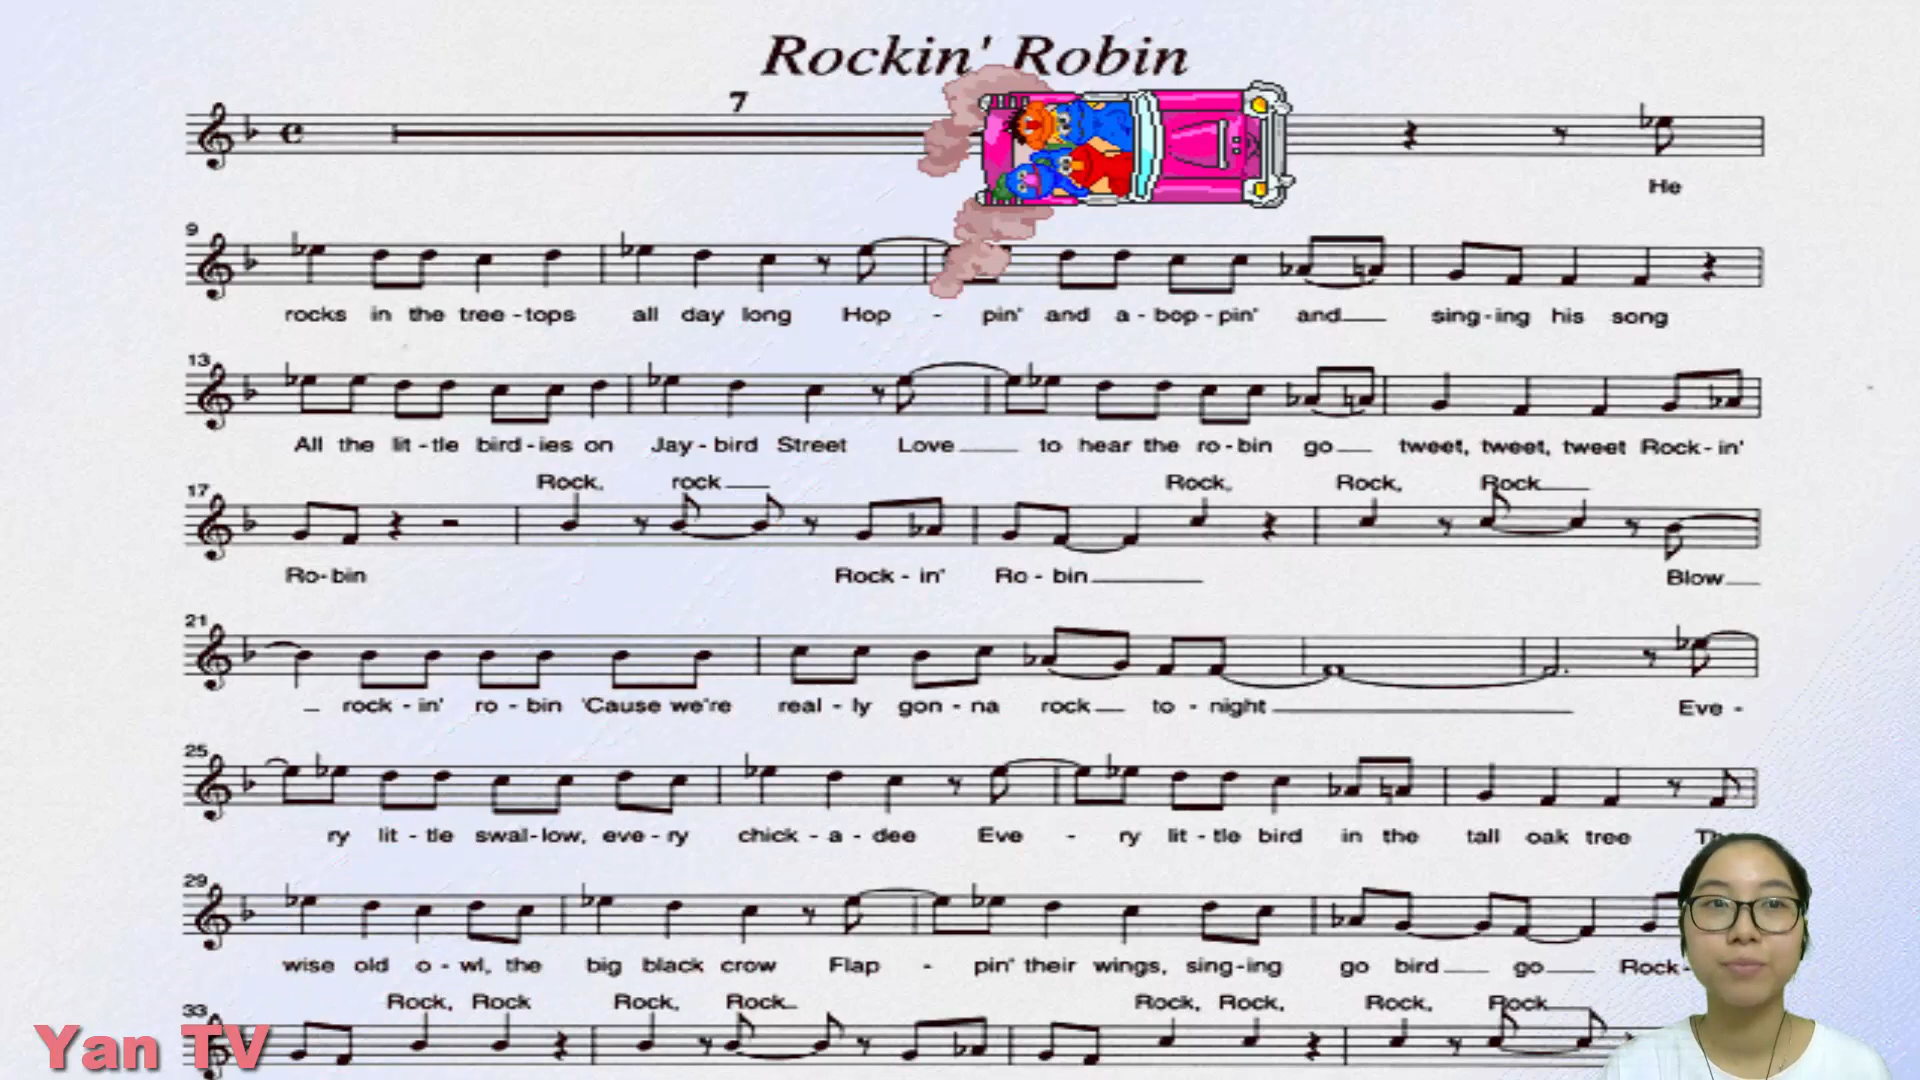 Rockin' Robin
7
He
9
rocks in the tree - tops all day long Hop - pin' and a - bop - pin' and sing - ing his song
13
All the lit - tle bird - ies on Jay - bird Street Love to hear the ro - bin go tweet, tweet, tweet Rock - in'
Rock, rock Rock, Rock, Rock
17
Ro - bin Rock - in' Ro - bin Blow
21
rock - in' ro - bin 'Cause we're real - ly gon - na rock to - night Eve -
25
ry lit - tle swal - low, eve - ry chick - a - dee Eve - ry lit - tle bird in the tall oak tree
29
wise old o - wl, the big black crow Flap - pin' their wings, sing - ing go bird go Rock -
Rock, Rock Rock, Rock Rock, Rock, Rock, Rock
33
Yan TV